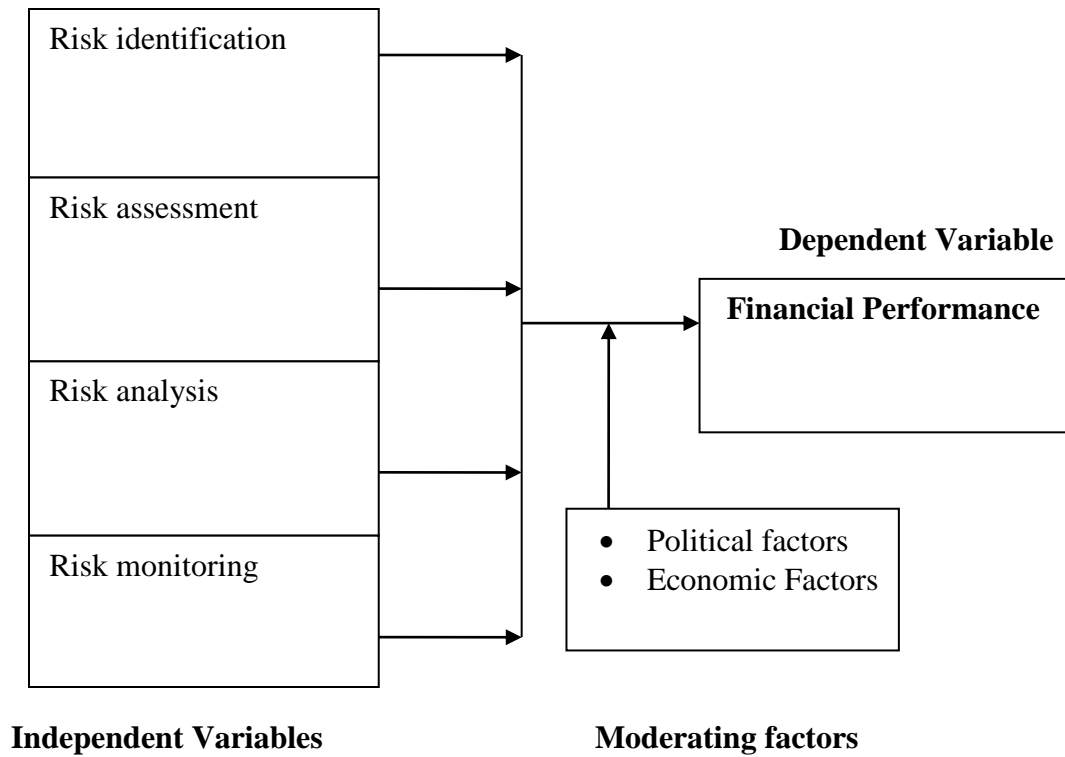 Risk identification
Risk assessment
Risk analysis
Risk monitoring
Independent Variables
Dependent Variable
Financial Performance
• Political factors
• Economic Factors
Moderating factors